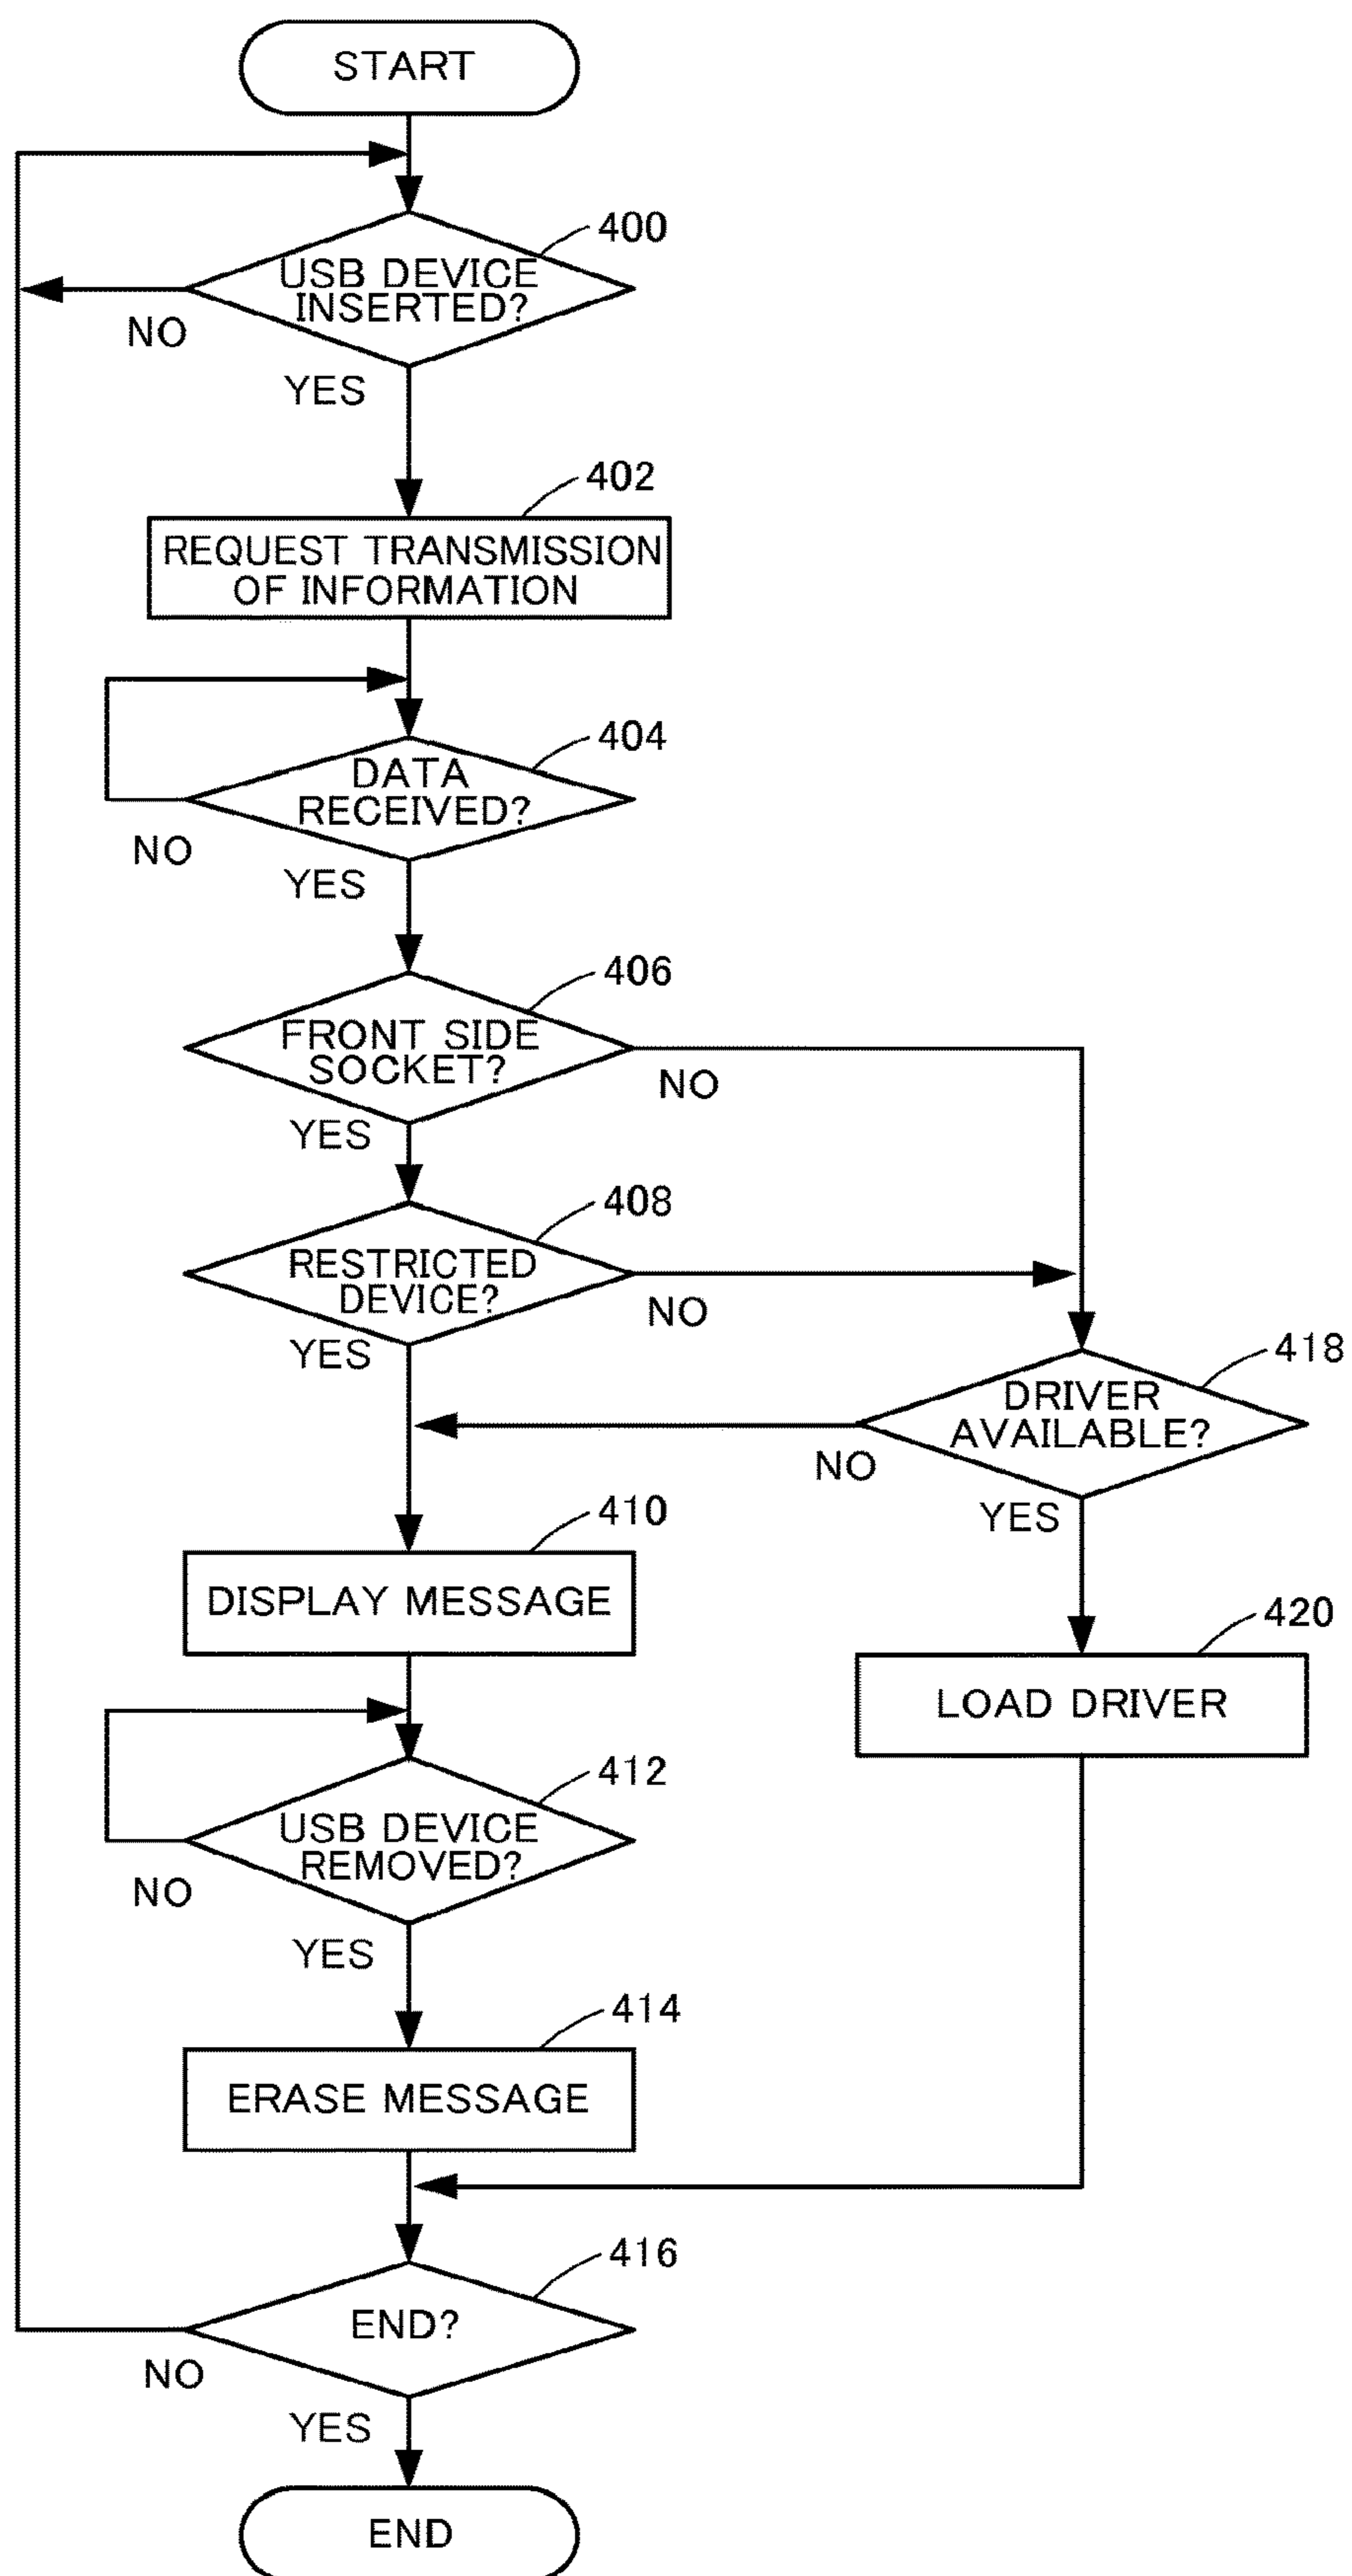 START
400
USB DEVICE
INSERTED?
NO
YES
402
REQUEST TRANSMISSION
OF INFORMATION
404
DATA
RECEIVED?
NO
YES
406
FRONT SIDE
SOCKET?
NO
YES
408
RESTRICTED
DEVICE?
NO
YES
418
DRIVER
AVAILABLE?
NO
YES
410
DISPLAY MESSAGE
420
LOAD DRIVER
412
USB DEVICE
REMOVED?
NO
YES
414
ERASE MESSAGE
416
END?
NO
YES
END